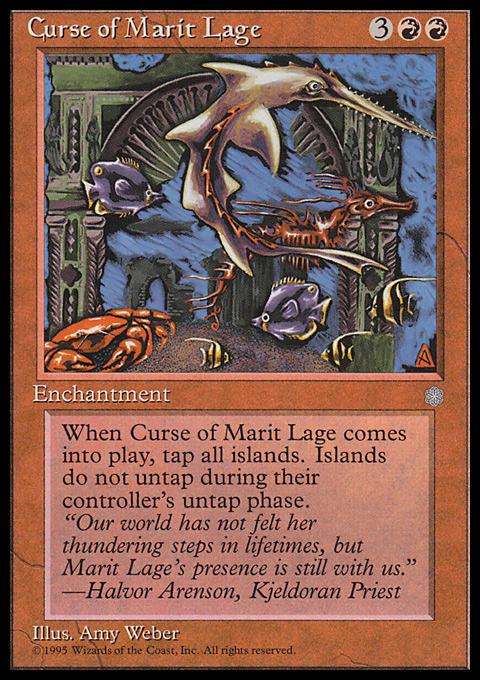 Curse of Marit Lage 3
Enchantment
When Curse of Marit Lage comes
into play, tap all islands. Islands
do not untap during their
controller's untap phase.
“Our world has not felt her
thundering steps in lifetimes, but
Marit Lage's presence is still with us.”
—Halvor Arenson, Kjeldoran Priest
Illus. Amy Weber
©1995 Wizards of the Coast, Inc. All rights reserved.